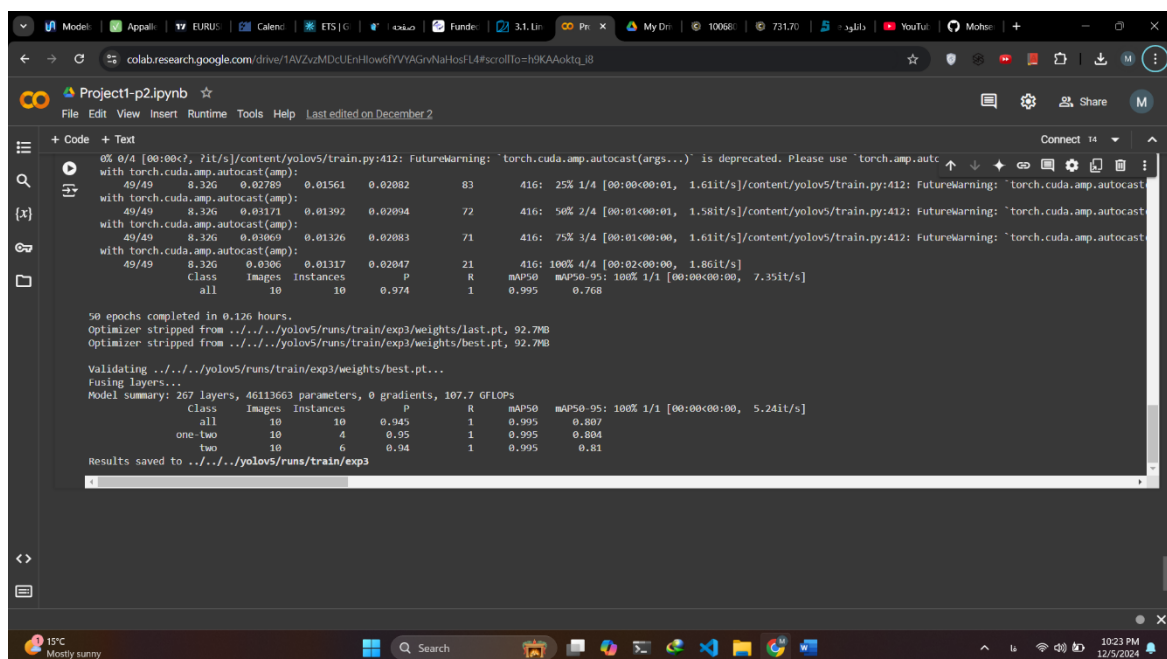 Models
Appalle
EURUS
Calend
ETS | G
صفحه ا
Fundec
3.1. Lin
Pro
My Dri
10068
731.70
دانلود
YouTub
Mohse
colab.research.google.com/drive/1AVZvzMDcUEnHIow6fYVYAGrvNaHosFL4#scrollTo=h9KAAoktq_i8
Project1-p2.ipynb
File Edit View Insert Runtime Tools Help Last edited on December 2
Share
M
+ Code + Text
Connect T4
0% 0/4 [00:00<?, ?it/s]/content/yolov5/train.py:412: FutureWarning: `torch.cuda.amp.autocast(args...)` is deprecated. Please use `torch.amp.autc
with torch.cuda.amp.autocast(amp):
49/49 8.32G 0.02789 0.01561 0.02082 83 416: 25% 1/4 [00:00<00:01, 1.61it/s]/content/yolov5/train.py:412: FutureWarning: `torch.cuda.amp.autocast
with torch.cuda.amp.autocast(amp):
49/49 8.32G 0.03171 0.01392 0.02094 72 416: 50% 2/4 [00:01<00:01, 1.58it/s]/content/yolov5/train.py:412: FutureWarning: `torch.cuda.amp.autocast
with torch.cuda.amp.autocast(amp):
49/49 8.32G 0.03069 0.01326 0.02083 71 416: 75% 3/4 [00:01<00:00, 1.61it/s]/content/yolov5/train.py:412: FutureWarning: `torch.cuda.amp.autocast
with torch.cuda.amp.autocast(amp):
49/49 8.32G 0.0306 0.01317 0.02047 21 416: 100% 4/4 [00:02<00:00, 1.86it/s]
Class Images Instances P R mAP50 mAP50-95: 100% 1/1 [00:00<00:00, 7.35it/s]
all 10 10 0.974 1 0.995 0.768
50 epochs completed in 0.126 hours.
Optimizer stripped from ../../../yolov5/runs/train/exp3/weights/last.pt, 92.7MB
Optimizer stripped from ../../../yolov5/runs/train/exp3/weights/best.pt, 92.7MB
Validating ../../../yolov5/runs/train/exp3/weights/best.pt...
Fusing layers...
Model summary: 267 layers, 46113663 parameters, 0 gradients, 107.7 GFLOPs
Class Images Instances P R mAP50 mAP50-95: 100% 1/1 [00:00<00:00, 5.24it/s]
all 10 10 0.945 1 0.995 0.807
one-two 10 4 0.95 1 0.995 0.804
two 10 6 0.94 1 0.995 0.81
Results saved to ../../../yolov5/runs/train/exp3
15°C
Mostly sunny
Search
فا
10:23 PM
12/5/2024